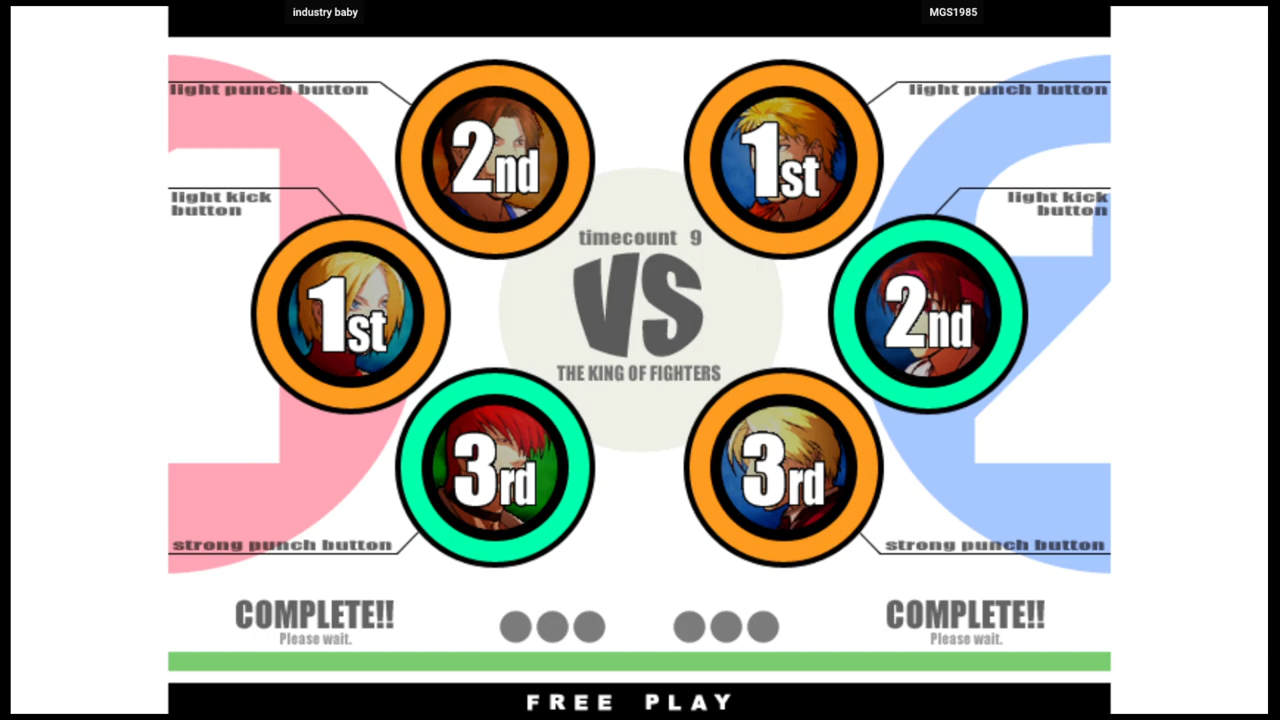 industry baby
MGS1985
light punch button
light punch button
2nd
1st
light kick
button
light kick
button
timecount 9
VS
THE KING OF FIGHTERS
1st
2nd
3rd
3rd
strong punch button
strong punch button
COMPLETE!!
Please wait.
COMPLETE!!
Please wait.
FREE PLAY